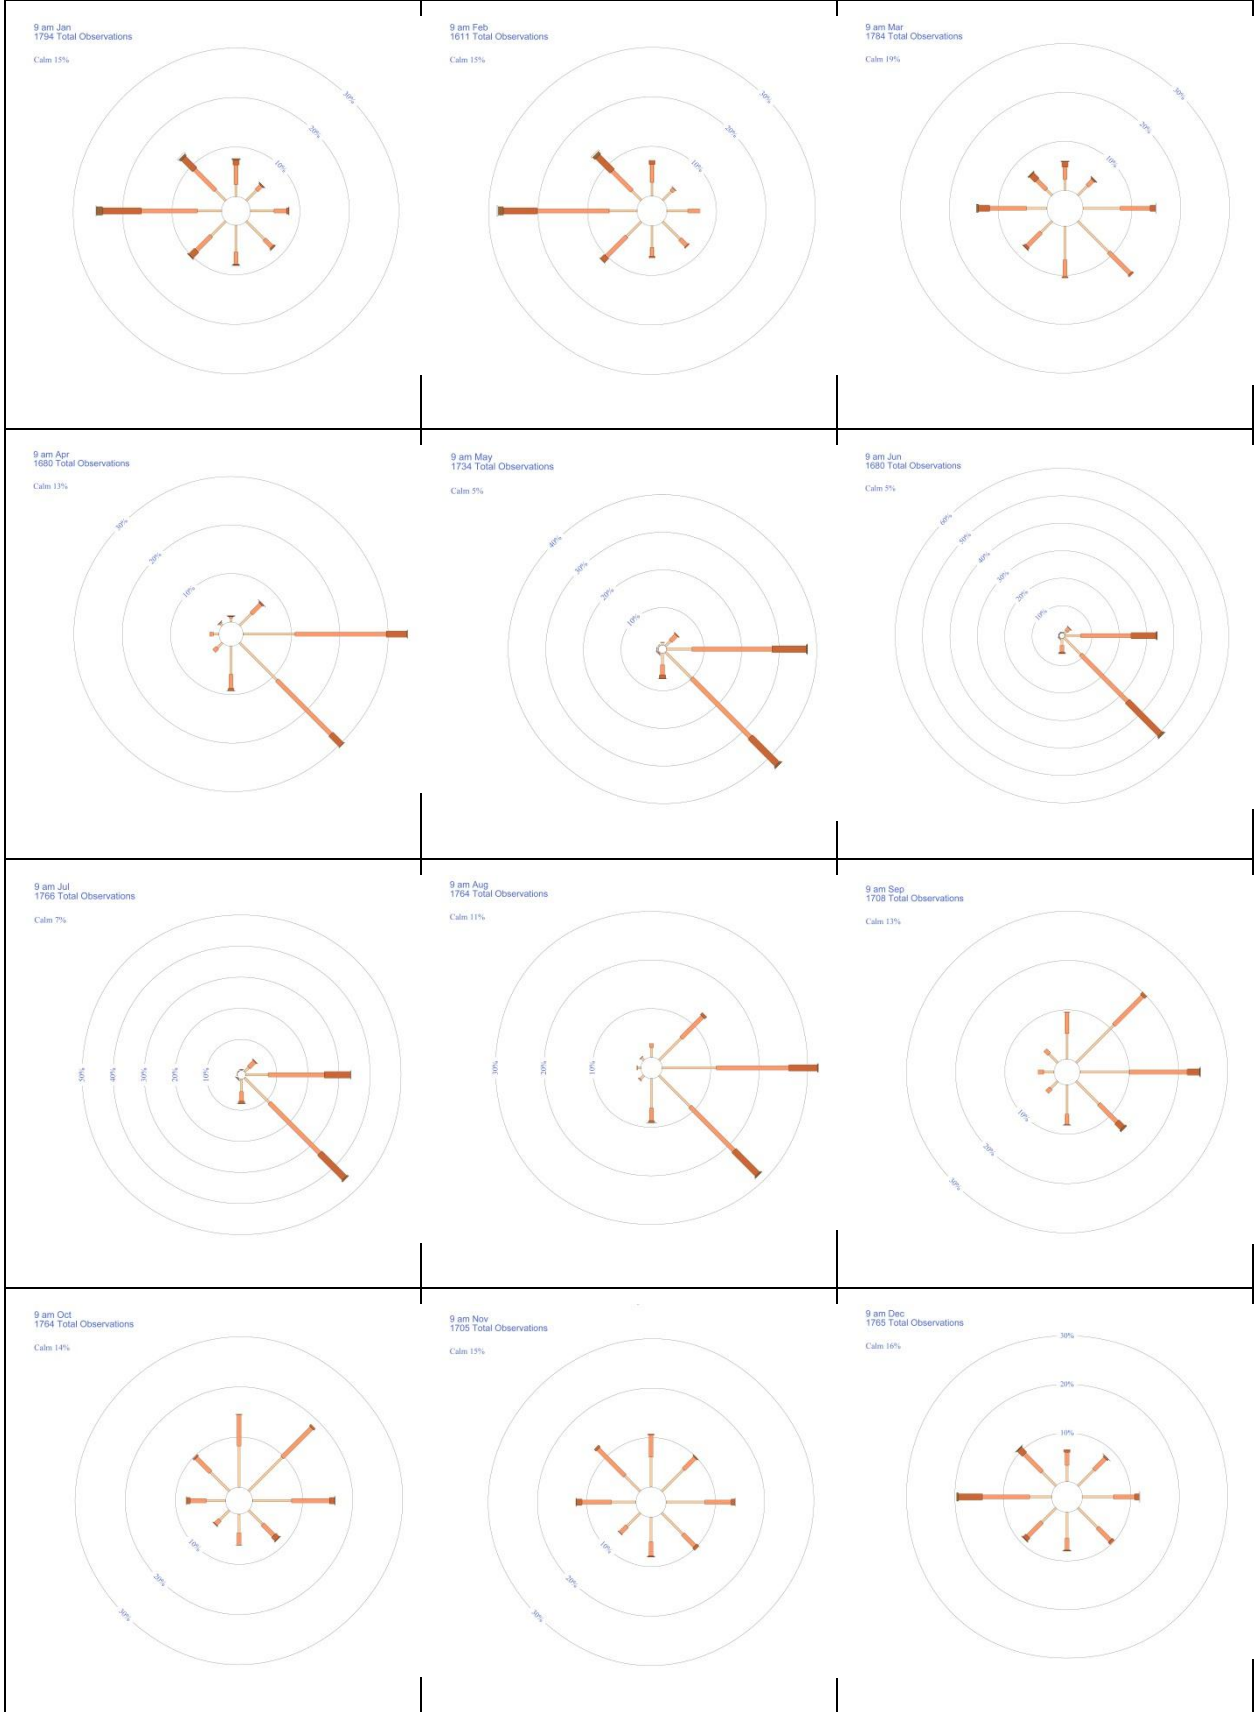 9 am Jan
1794 Total Observations
Calm 15%
30%
20%
10%
9 am Feb
1611 Total Observations
Calm 15%
30%
20%
10%
9 am Mar
1784 Total Observations
Calm 19%
30%
20%
10%
9 am Apr
1680 Total Observations
Calm 13%
30%
20%
10%
9 am May
1734 Total Observations
Calm 5%
40%
30%
20%
10%
9 am Jun
1680 Total Observations
Calm 5%
60%
50%
40%
30%
20%
10%
9 am Jul
1766 Total Observations
Calm 7%
50%
40%
30%
20%
10%
9 am Aug
1764 Total Observations
Calm 11%
30%
20%
10%
9 am Sep
1708 Total Observations
Calm 13%
10%
20%
30%
9 am Oct
1764 Total Observations
Calm 14%
10%
20%
30%
9 am Nov
1705 Total Observations
Calm 15%
10%
20%
30%
9 am Dec
1765 Total Observations
Calm 16%
30%
20%
10%